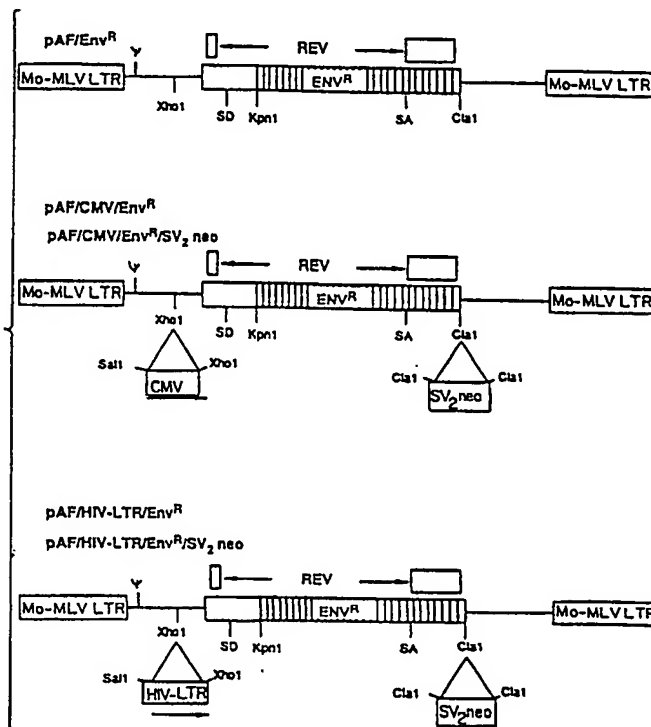 pAF/Env^R
Ψ REV
Mo-MLV LTR ENV^R Mo-MLV LTR
Xho1 SD Kpn1 SA Cla1
pAF/CMV/Env^R
pAF/CMV/Env^R/SV₂ neo
Ψ REV
Mo-MLV LTR ENV^R Mo-MLV LTR
Xho1 SD Kpn1 SA Cla1
Sal1 Xho1 Cla1 Cla1
CMV SV₂neo
pAF/HIV-LTR/Env^R
pAF/HIV-LTR/Env^R/SV₂ neo
Ψ REV
Mo-MLV LTR ENV^R Mo-MLV LTR
Xho1 SD Kpn1 SA Cla1
Sal1 Xho1 Cla1 Cla1
HIV-LTR SV₂neo